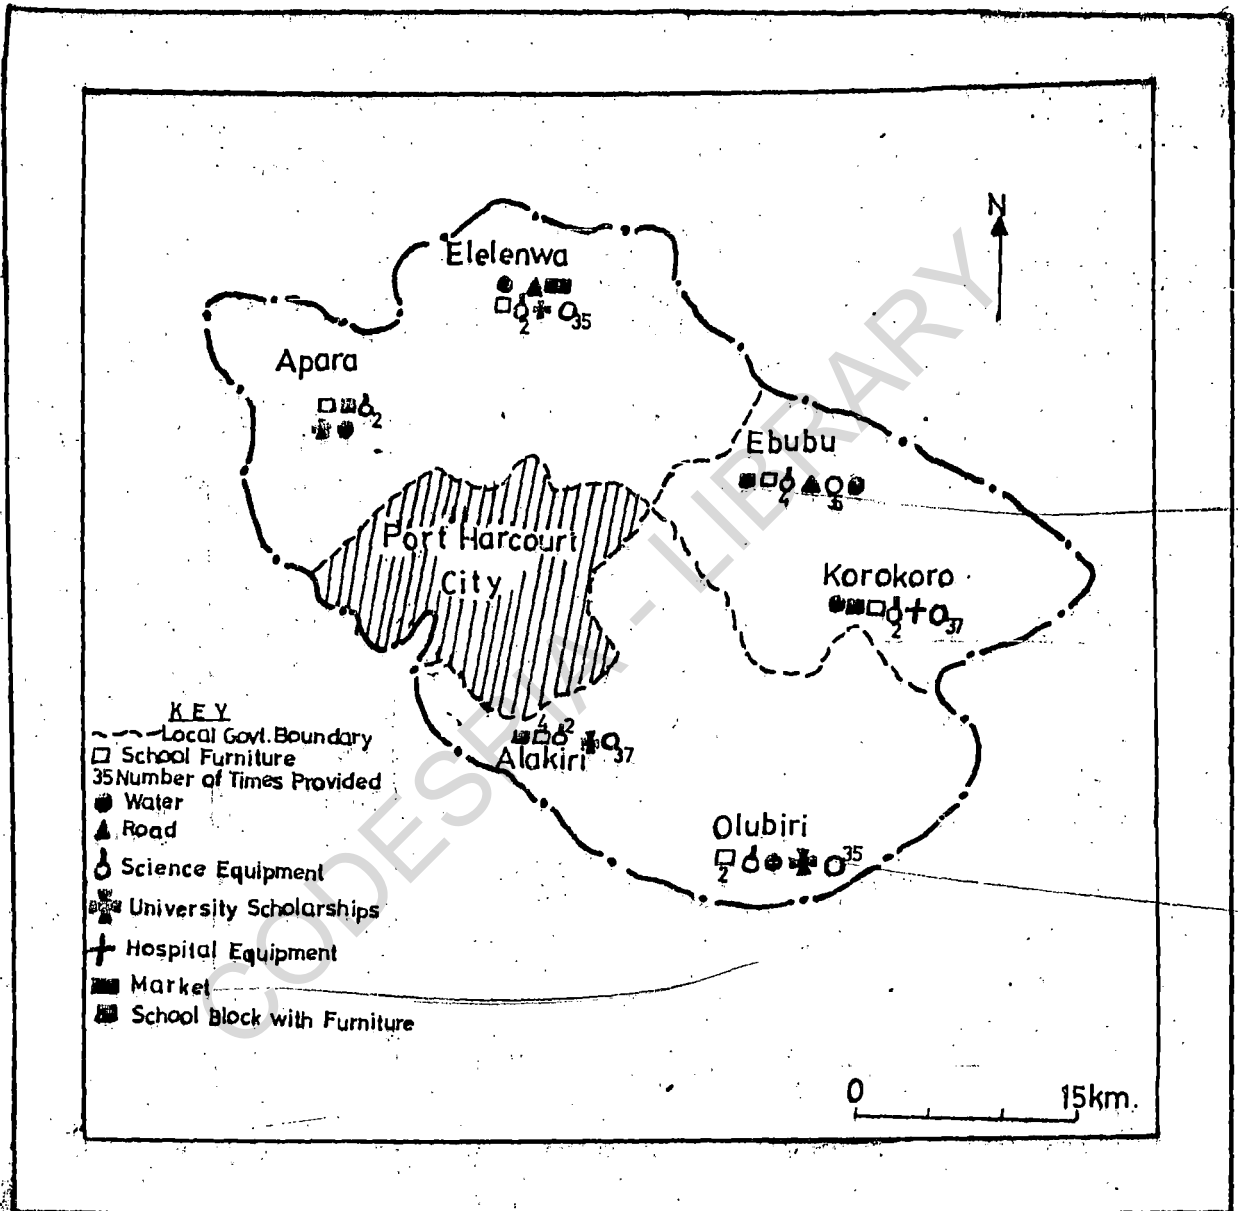 N
Elelenwa
2
35
Apara
2
Ebubu
4
36
Port Harcourt
City
Korokoro
2
37
4
2
37
Alakiri
Olubiri
2
35
KEY
Local Govt. Boundary
School Furniture
35 Number of Times Provided
Water
Road
Science Equipment
University Scholarships
Hospital Equipment
Market
School Block with Furniture
0
15km.
CODESRIA - LIBRARY